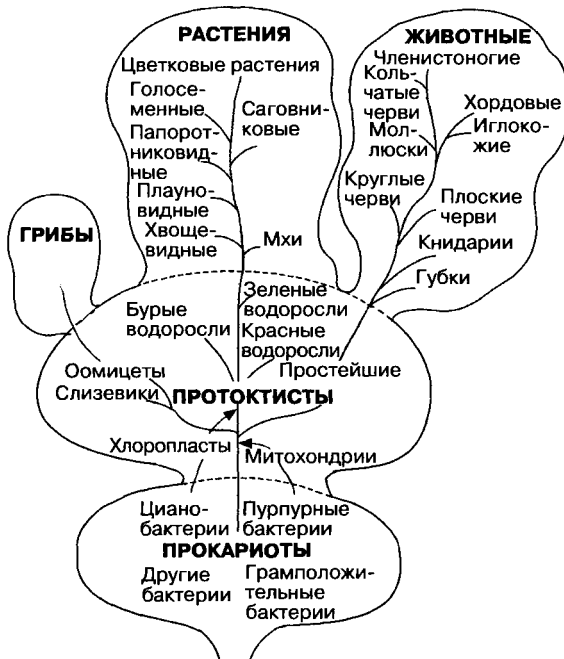 РАСТЕНИЯ
Цветковые растения
Голосе-
менные
Саговни-
ковые
Папорот-
никовид-
ные
Плауно-
видные
Хвоще-
видные
Мхи
ЖИВОТНЫЕ
Членистоногие
Коль-
чатые
черви
Хордовые
Иглоко-
жие
Мол-
люски
Круглые
черви
Плоские
черви
Книдарии
Губки
ГРИБЫ
Зеленые
водоросли
Бурые
водоросли
Красные
водоросли
Простейшие
Оомицеты
Слизевики
ПРОТОКТИСТЫ
Хлоропласты
Митохондрии
Циано-
бактерии
Пурпурные
бактерии
ПРОКАРИОТЫ
Другие
бактерии
Грамположи-
тельные
бактерии